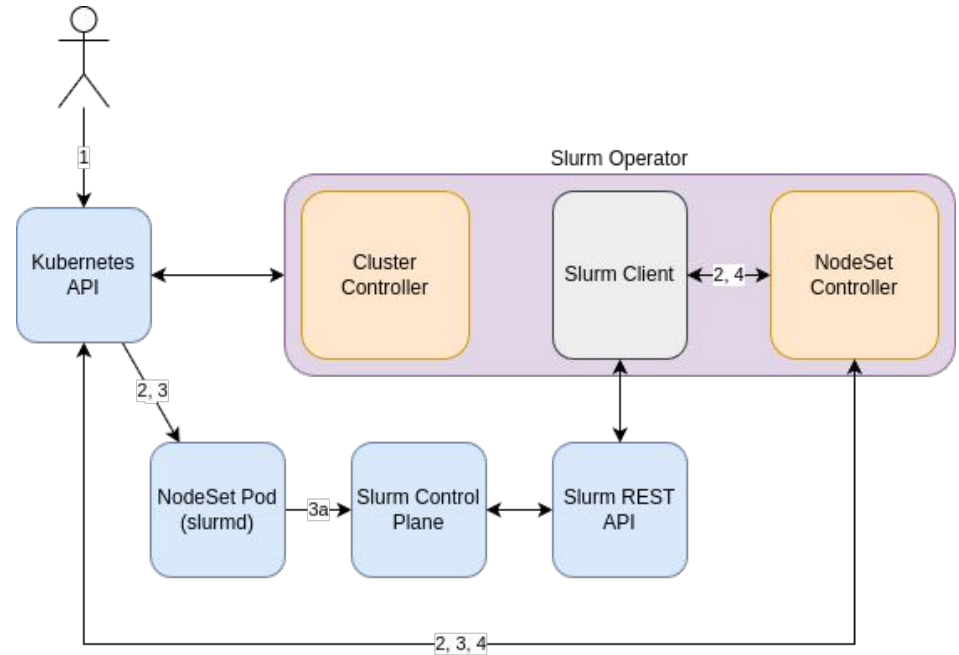 1
Slurm Operator
Kubernetes
API
Cluster
Controller
Slurm Client
2, 4
NodeSet
Controller
2, 3
NodeSet Pod
(slurmd)
3a
Slurm Control
Plane
Slurm REST
API
2, 3, 4